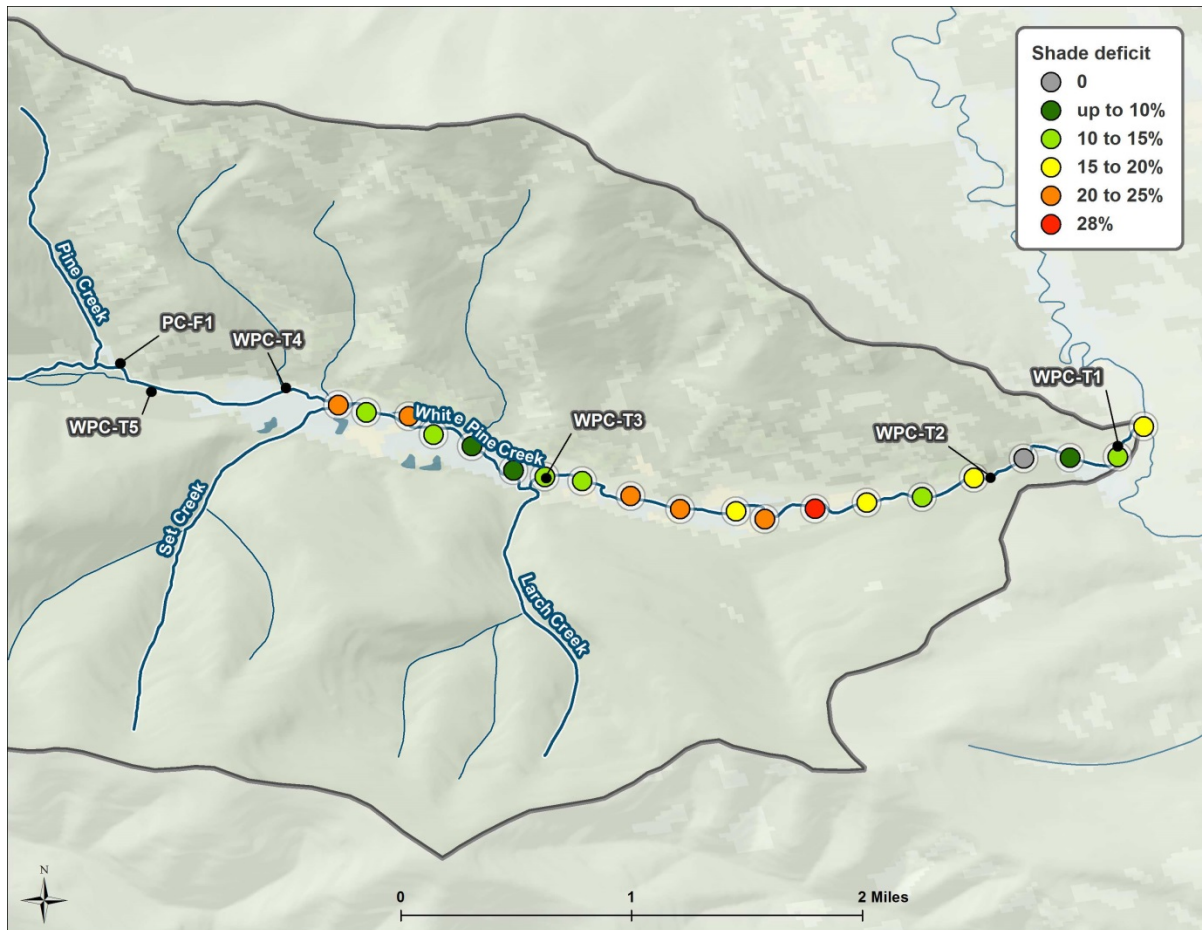 Shade deficit
0
up to 10%
10 to 15%
15 to 20%
20 to 25%
28%
Pine Creek
PC-F1
WPC-T4
WPC-T1
WPC-T5
White Pine Creek
WPC-T3
WPC-T2
Set Creek
Larch Creek
N
0 1 2 Miles